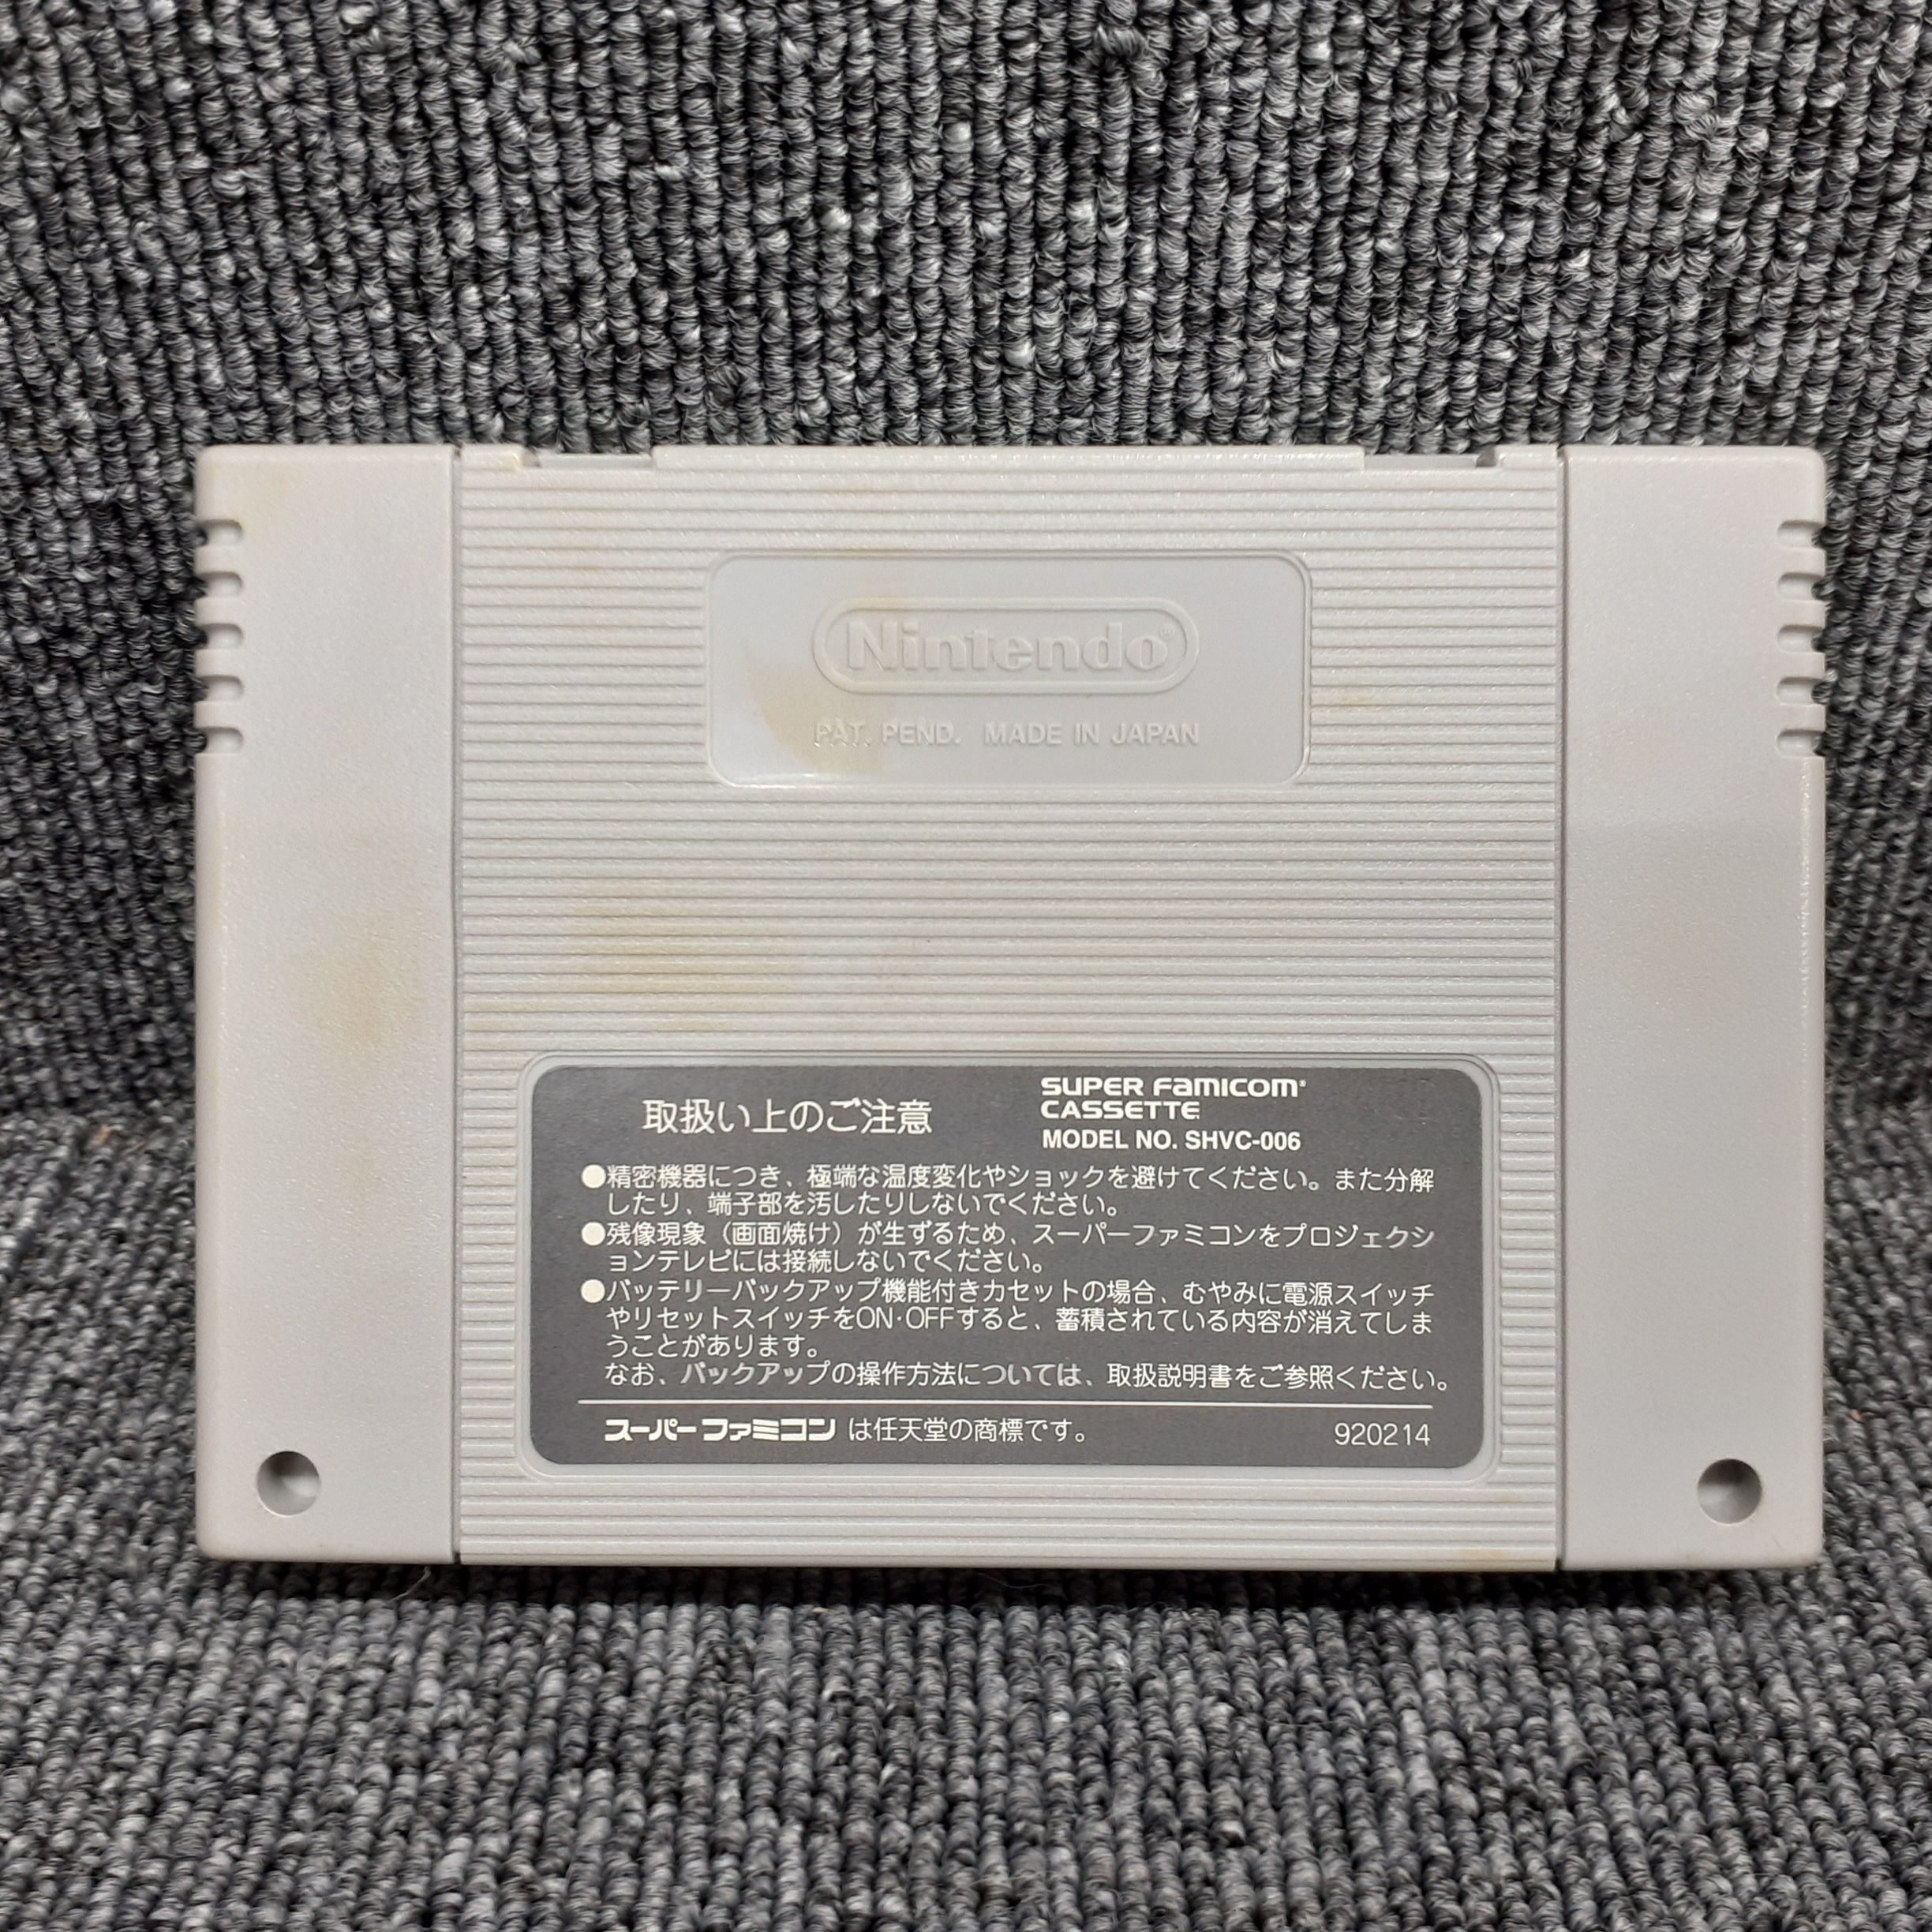 Nintendo®
PAT. PEND. MADE IN JAPAN
取扱い上のご注意
SUPER FAMICOM®
CASSETTE
MODEL NO. SHVC-006
●精密機器につき、極端な温度変化やショックを避けてください。また分解
したり、端子部を汚したりしないでください。
●残像現象（画面焼け）が生ずるため、スーパーファミコンをプロジェクシ
ョンテレビには接続しないでください。
●バッテリーバックアップ機能付きカセットの場合、むやみに電源スイッチ
やリセットスイッチをON·OFFすると、蓄積されている内容が消えてしま
うことがあります。
なお、バックアップの操作方法については、取扱説明書をご参照ください。
スーパーファミコン は任天堂の商標です。
920214